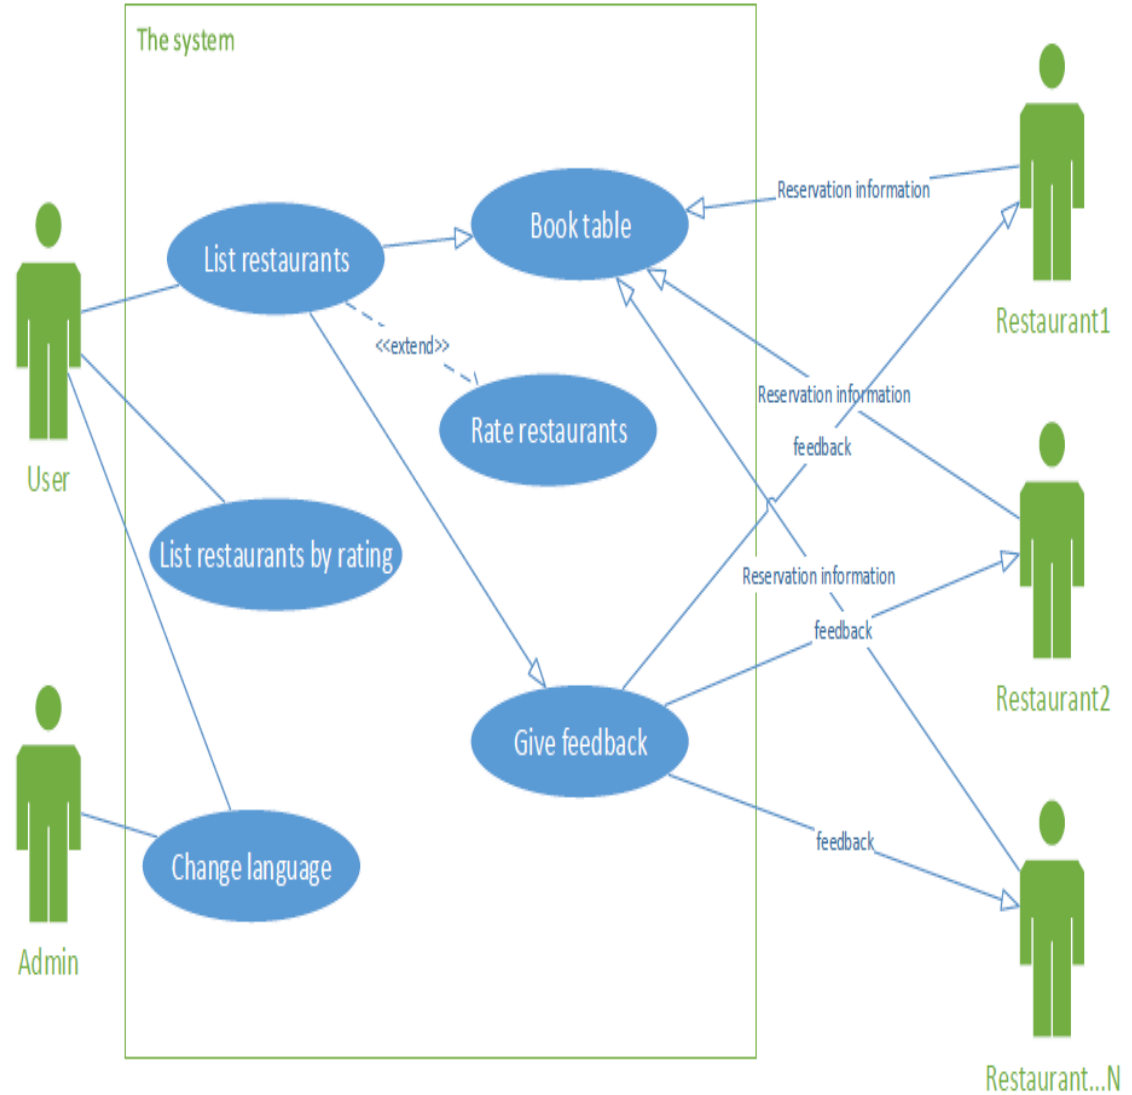 The system
Reservation information
Book table
List restaurants
Restaurant1
<<extend>>
Reservation information
Rate restaurants
feedback
User
List restaurants by rating
Reservation information
feedback
Restaurant2
Give feedback
feedback
Change language
Admin
Restaurant...N